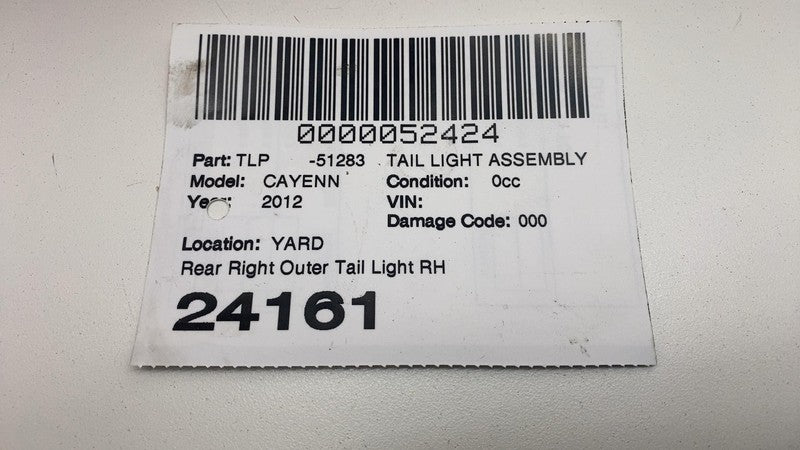 0000052424
Part: TLP -51283 TAIL LIGHT ASSEMBLY
Model: CAYENN Condition: 0cc
Year: 2012 VIN:
Damage Code: 000
Location: YARD
Rear Right Outer Tail Light RH
24161